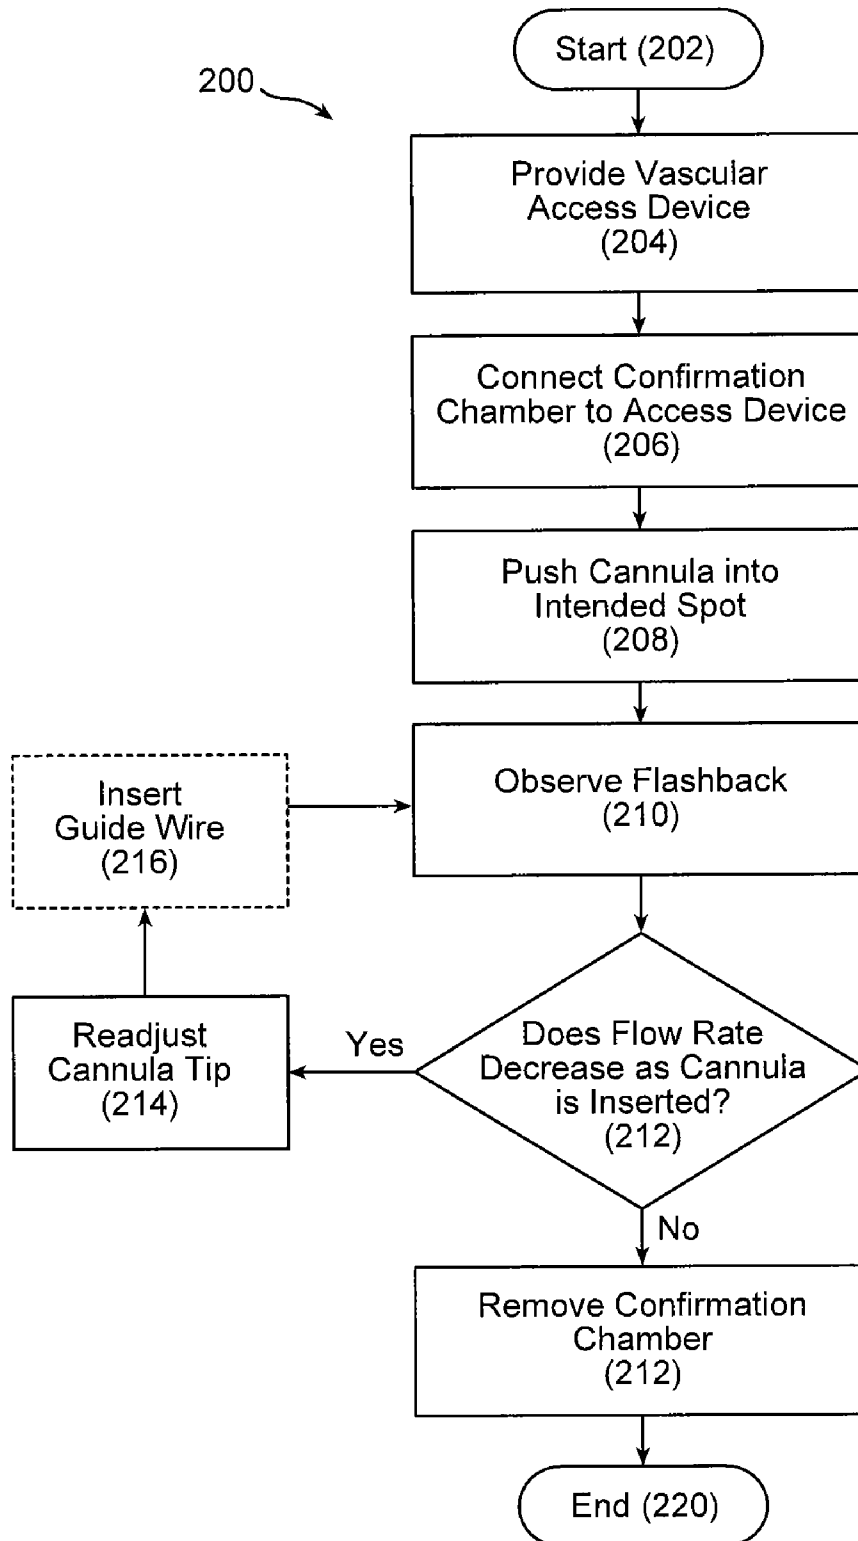 Start (202)
200
Provide Vascular
Access Device
(204)
Connect Confirmation
Chamber to Access Device
(206)
Push Cannula into
Intended Spot
(208)
Observe Flashback
(210)
Insert
Guide Wire
(216)
Does Flow Rate
Decrease as Cannula
is Inserted?
(212)
Yes
Readjust
Cannula Tip
(214)
No
Remove Confirmation
Chamber
(212)
End (220)